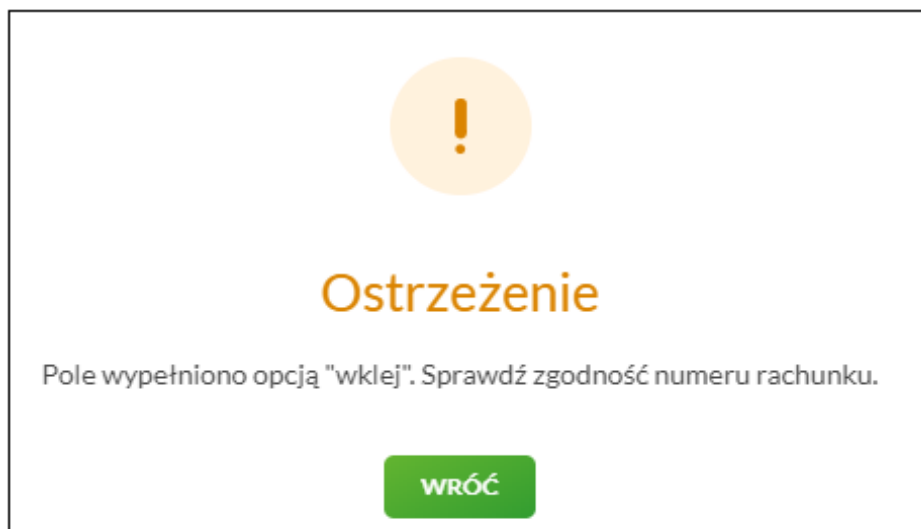 Ostrzeżenie
Pole wypełniono opcją "wklej". Sprawdź zgodność numeru rachunku.
WRÓĆ